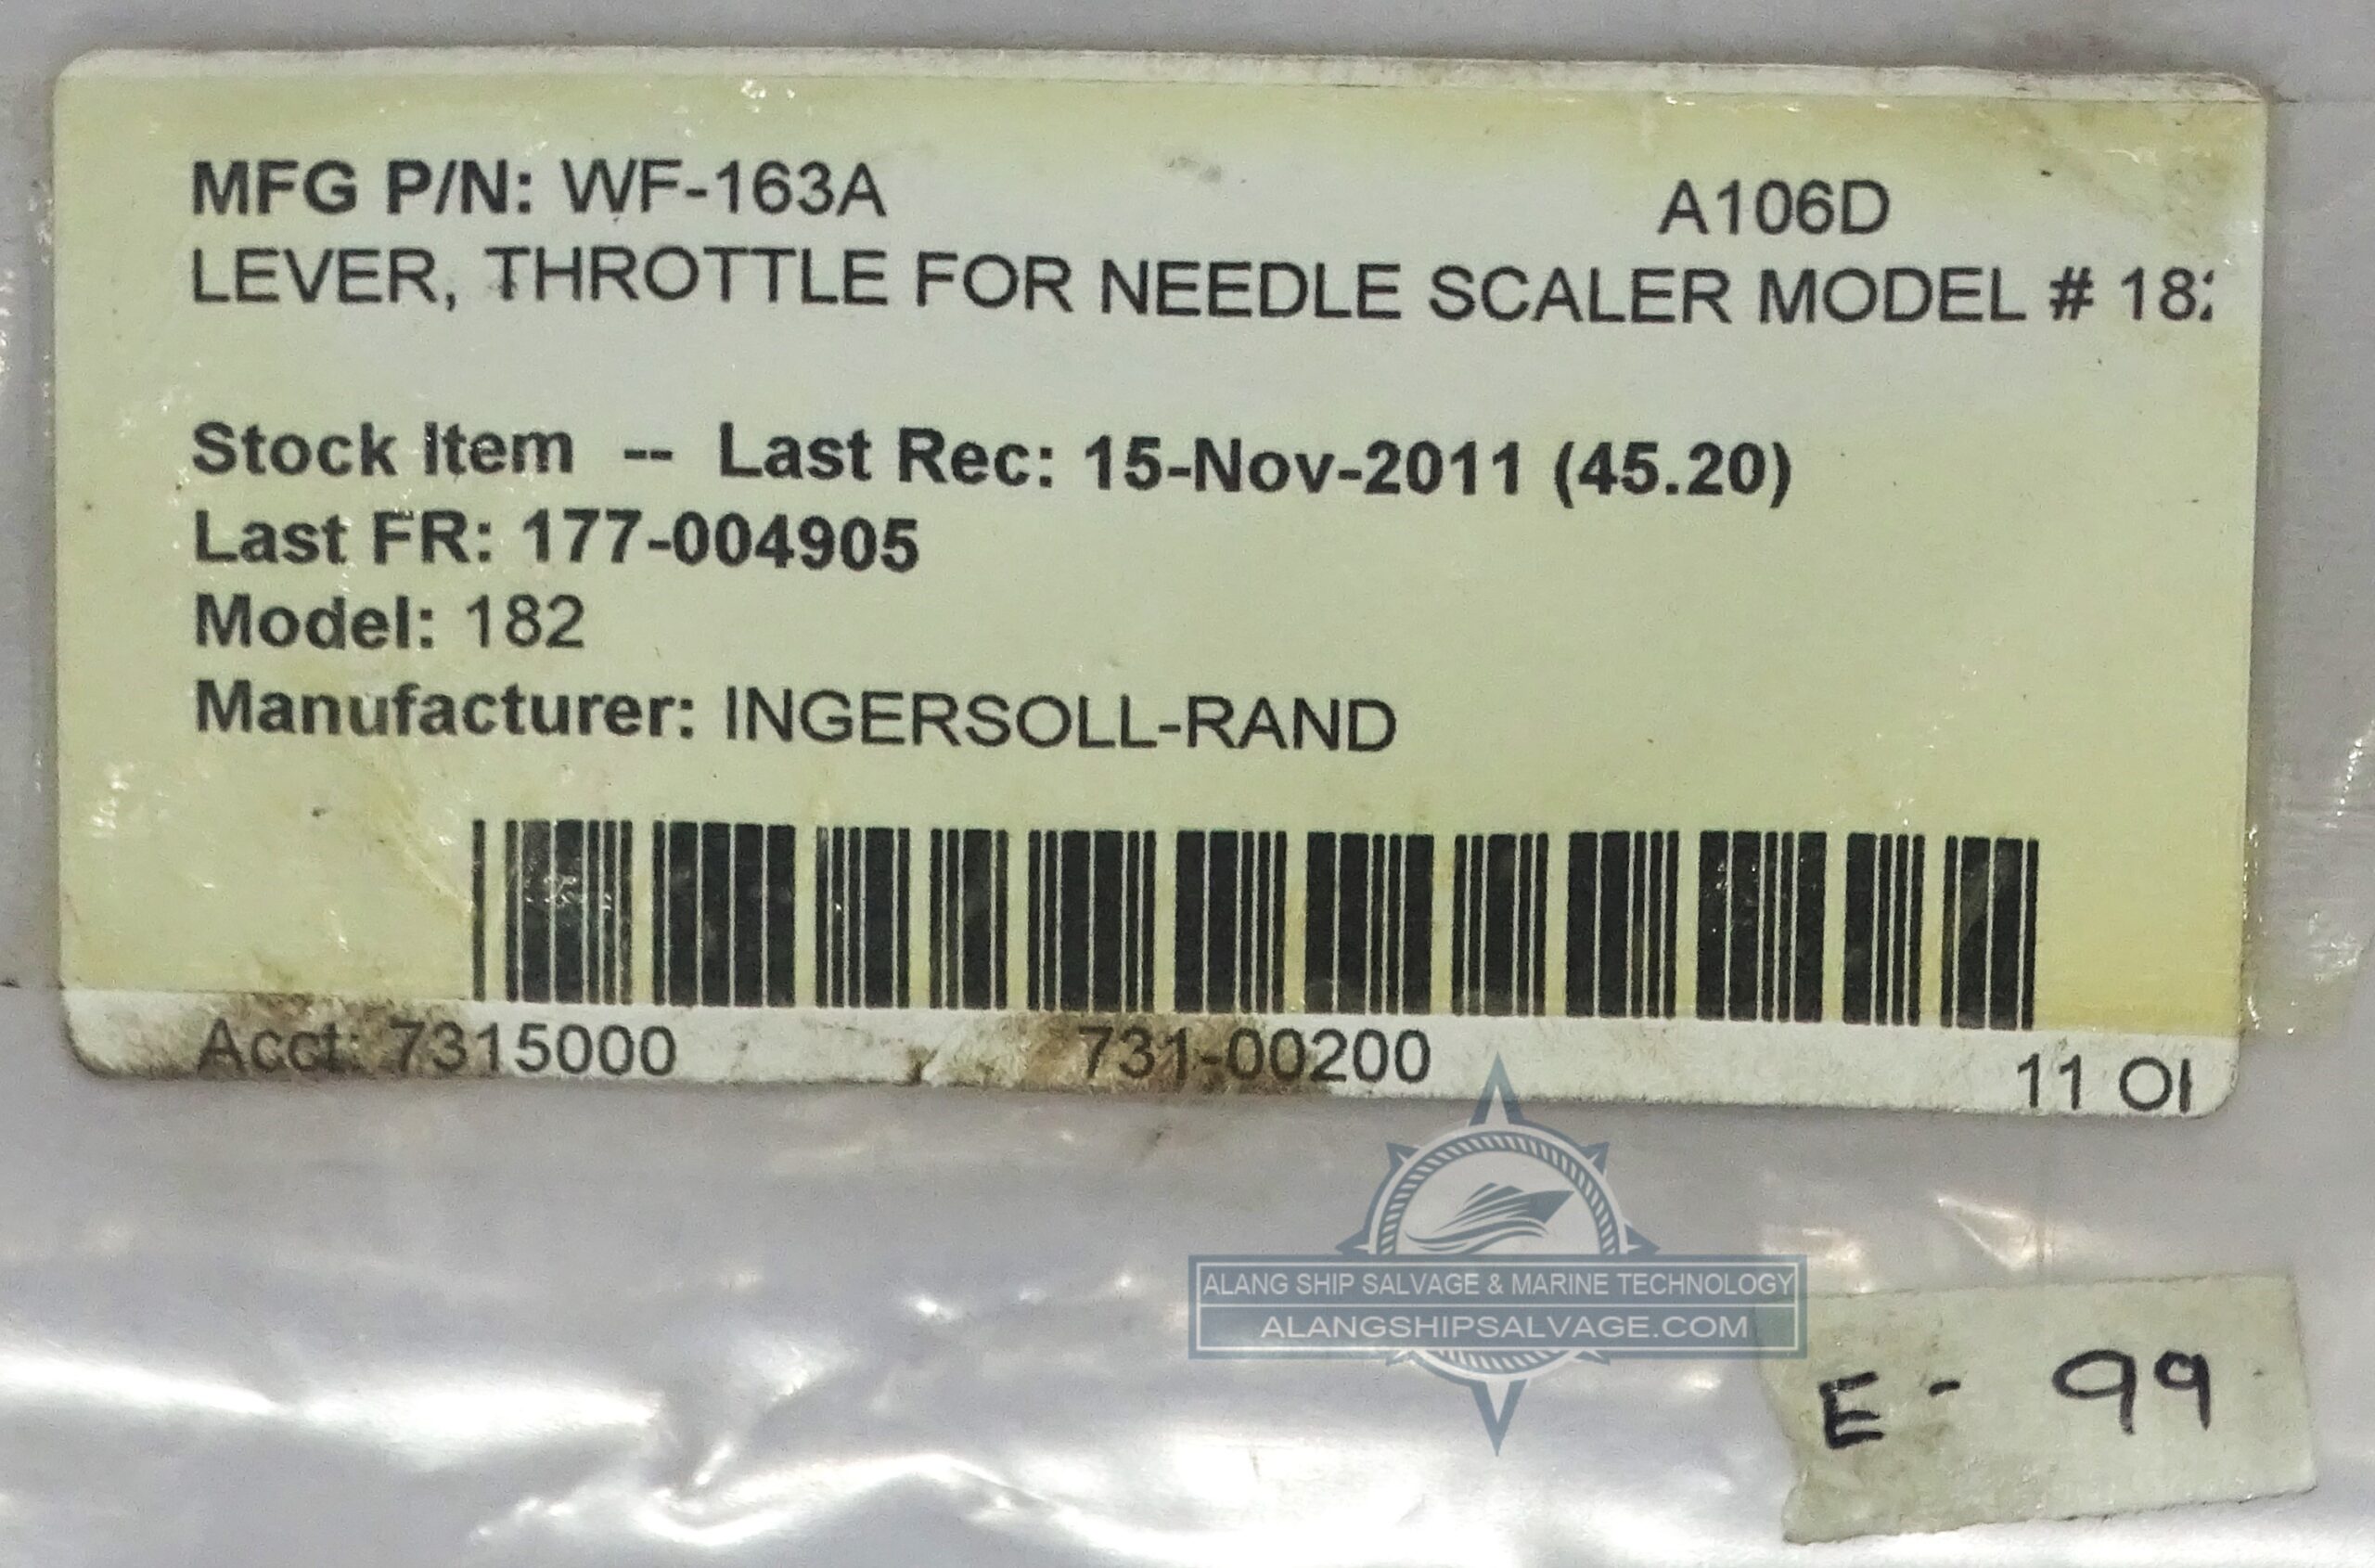 MFG P/N: WF-163A A106D
LEVER, THROTTLE FOR NEEDLE SCALER MODEL # 182
Stock Item -- Last Rec: 15-Nov-2011 (45.20)
Last FR: 177-004905
Model: 182
Manufacturer: INGERSOLL-RAND
Acct: 7315000 731-00200 11 OI
ALANG SHIP SALVAGE & MARINE TECHNOLOGY
ALANGSHIPSALVAGE.COM
E - 99